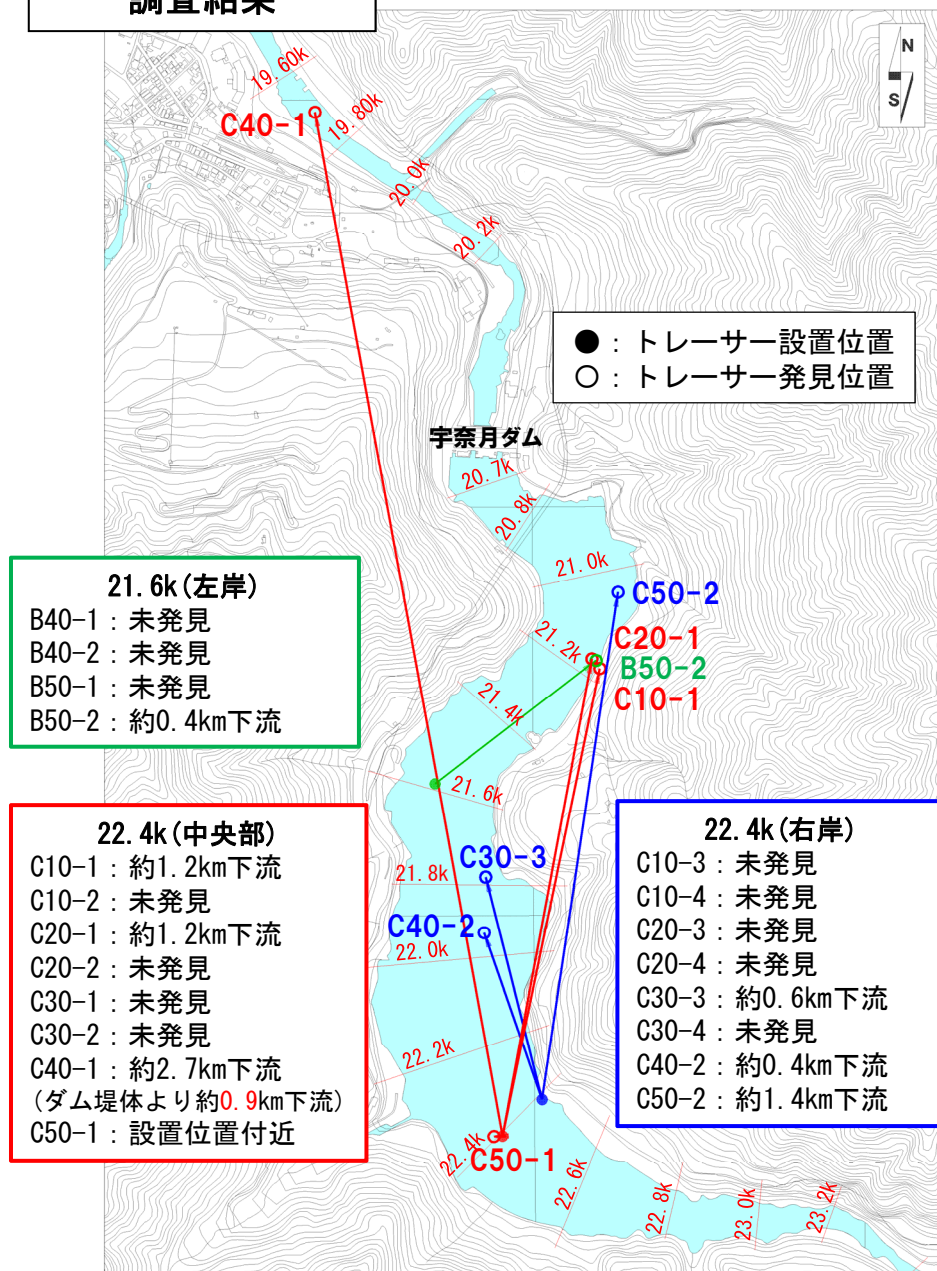 調査結果
N
S
19.60k
C40-1
19.80k
20.0k
20.2k
●：トレーサー設置位置
○：トレーサー発見位置
宇奈月ダム
20.7k
20.8k
21.0k
C50-2
21.2k
C20-1
B50-2
C10-1
21.4k
21.6k
21.6k(左岸)
B40-1：未発見
B40-2：未発見
B50-1：未発見
B50-2：約0.4km下流
C30-3
21.8k
C40-2
22.0k
22.2k
22.4k
C50-1
22.6k
22.8k
23.0k
23.2k
22.4k(中央部)
C10-1：約1.2km下流
C10-2：未発見
C20-1：約1.2km下流
C20-2：未発見
C30-1：未発見
C30-2：未発見
C40-1：約2.7km下流
(ダム堤体より約0.9km下流)
C50-1：設置位置付近
22.4k(右岸)
C10-3：未発見
C10-4：未発見
C20-3：未発見
C20-4：未発見
C30-3：約0.6km下流
C30-4：未発見
C40-2：約0.4km下流
C50-2：約1.4km下流